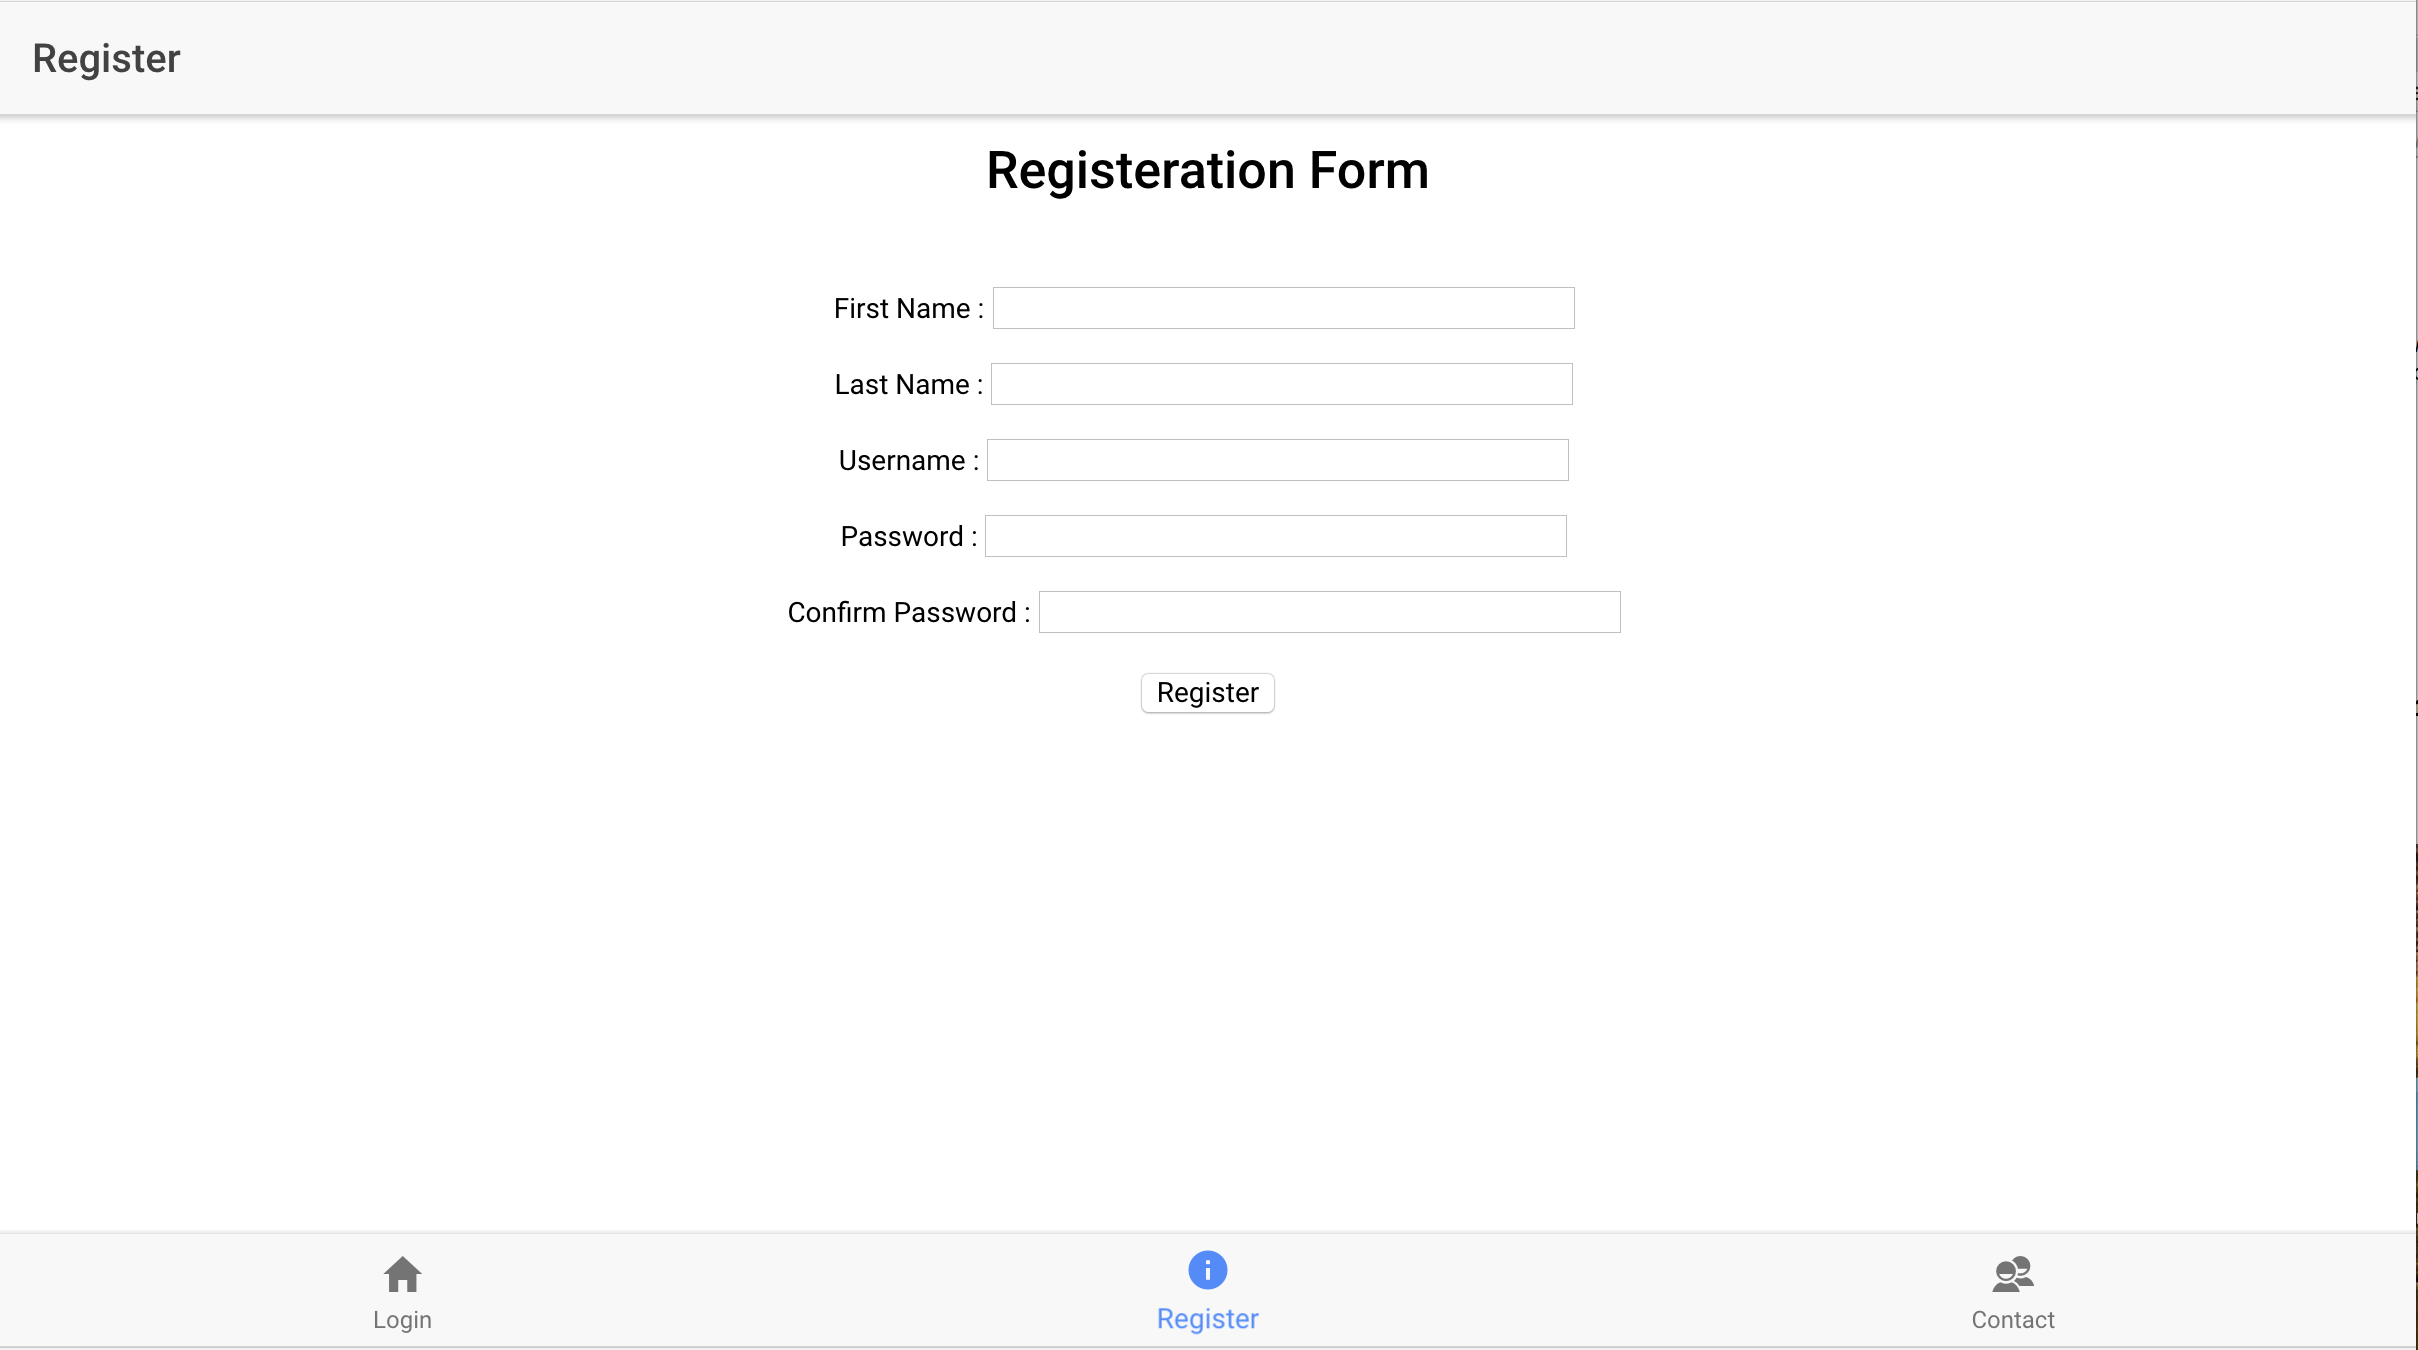 Register
Registeration Form
First Name :
Last Name :
Username :
Password :
Confirm Password :
Register
Login
Register
Contact